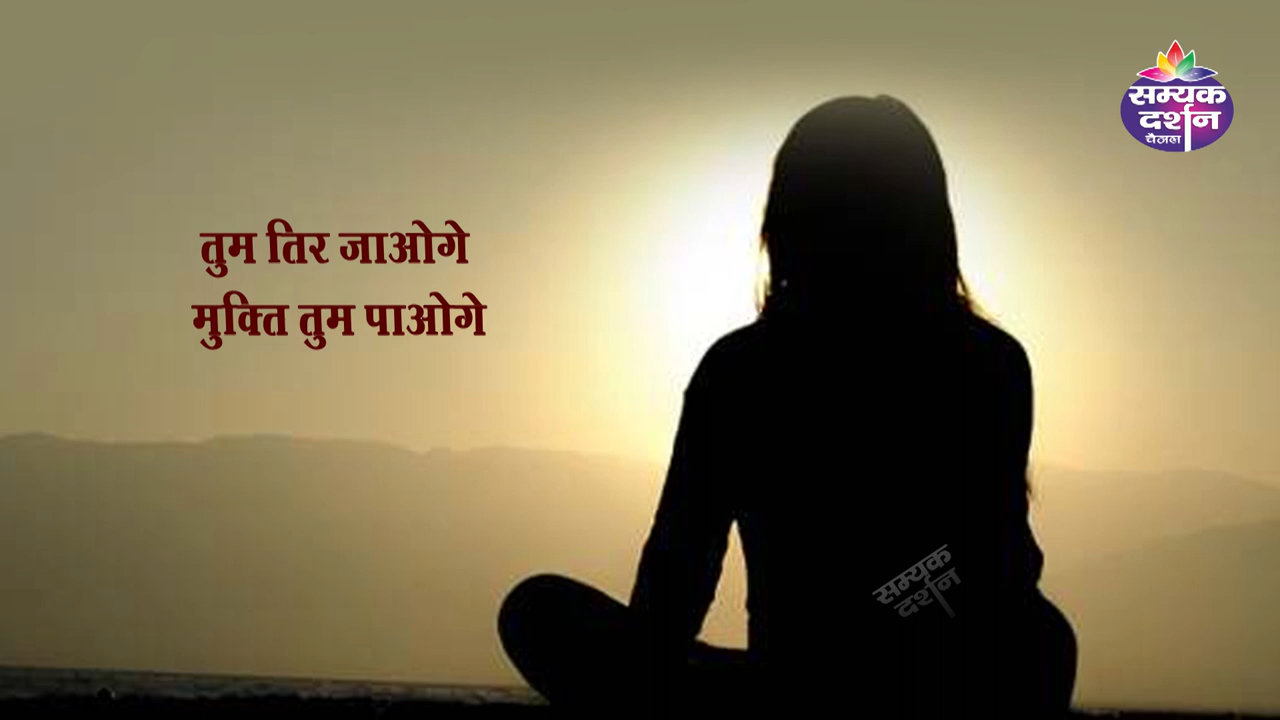 सम्यक
दर्शन
तुम तिर जाओगे
मुक्ति तुम पाओगे
सम्यक
दर्शन